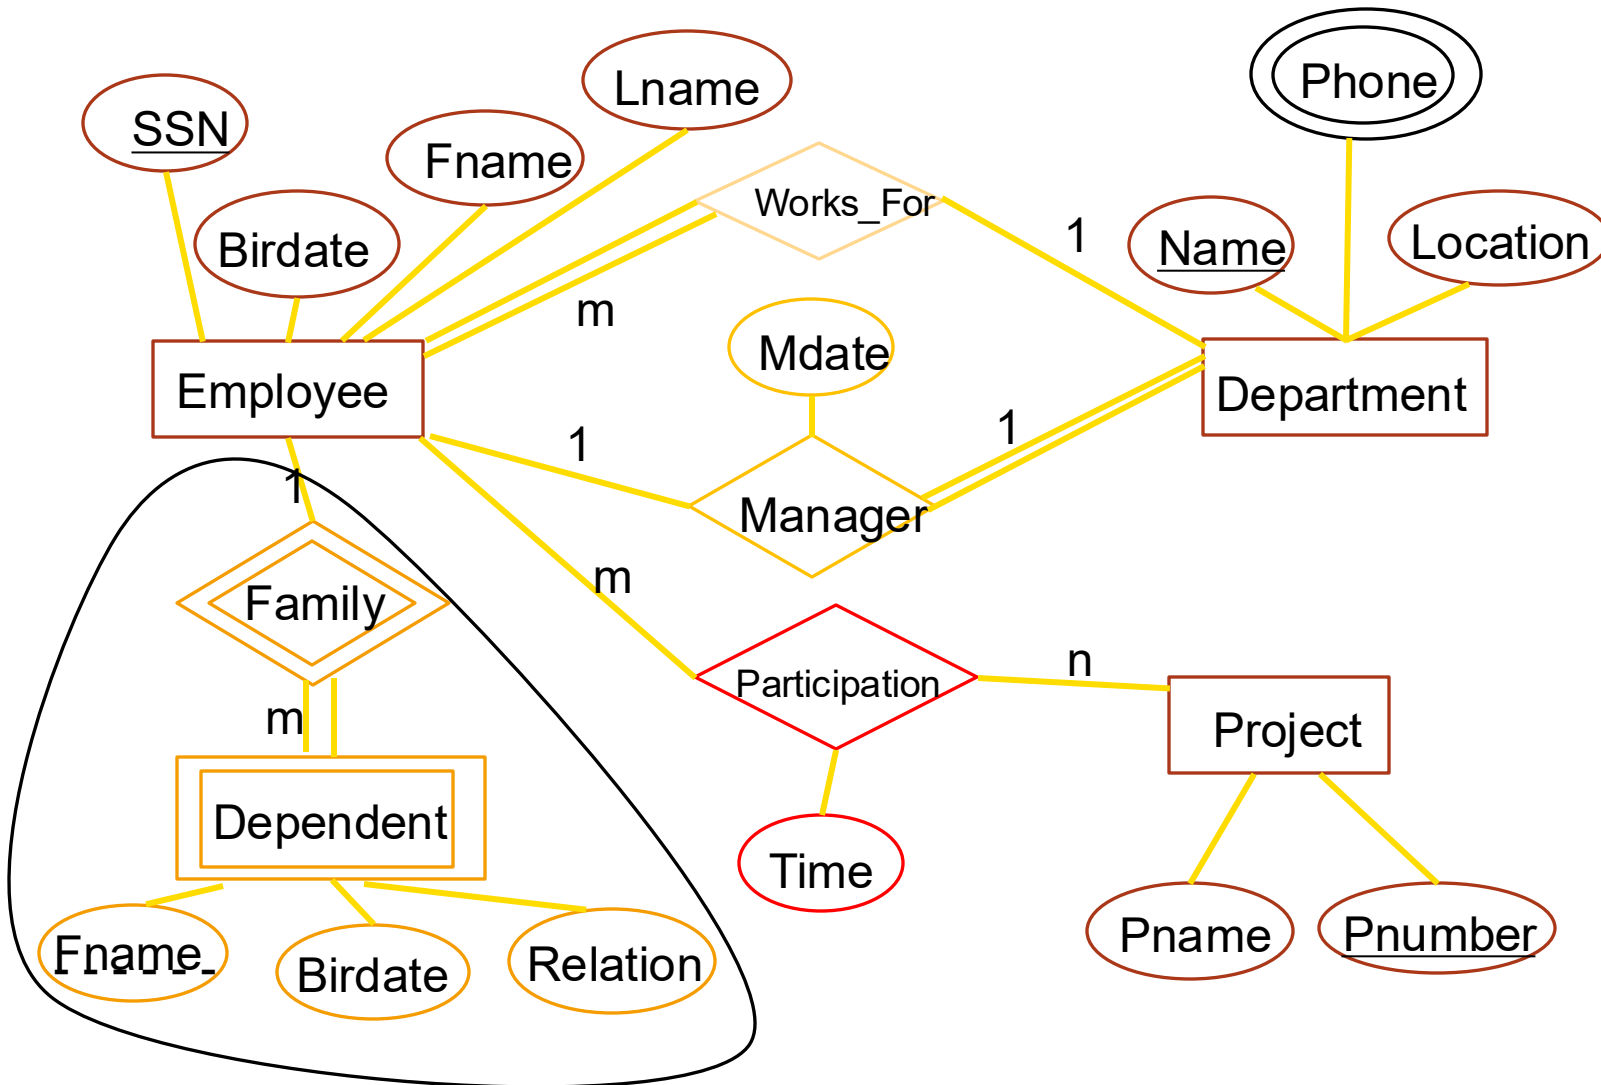 Lname
Phone
SSN
Fname
Works_For
1
Name
Location
Birdate
m
Mdate
Employee
Department
1
1
1
m
Family
Participation
n
m
Project
Dependent
Time
Fname
Birdate
Relation
Pname
Pnumber